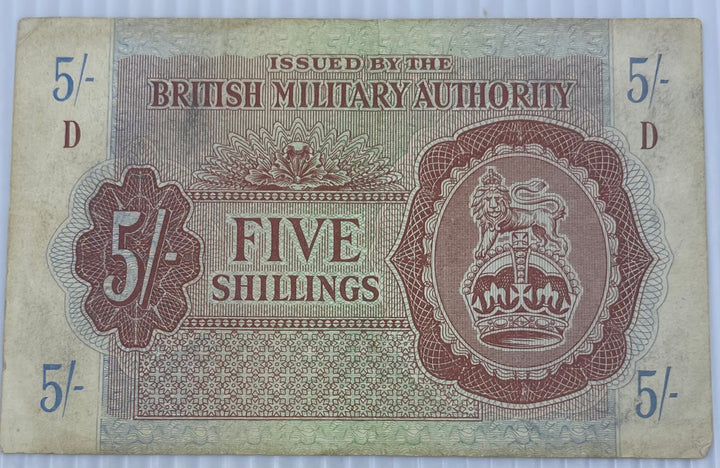 ISSUED BY THE
5/- BRITISH MILITARY AUTHORITY 5/-
D D
FIVE
5/-
SHILLINGS
5/- 5/-